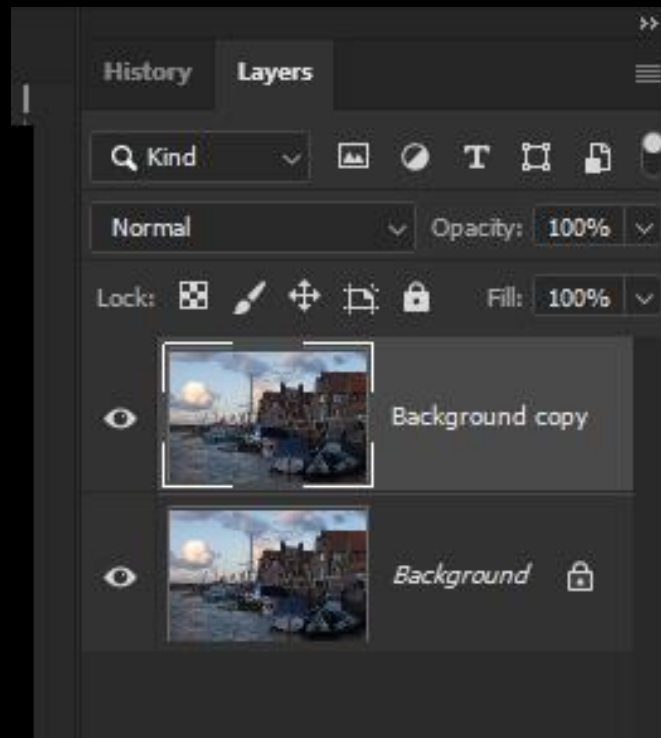 History Layers
Kind
Normal Opacity: 100%
Lock: Fill: 100%
Background copy
Background